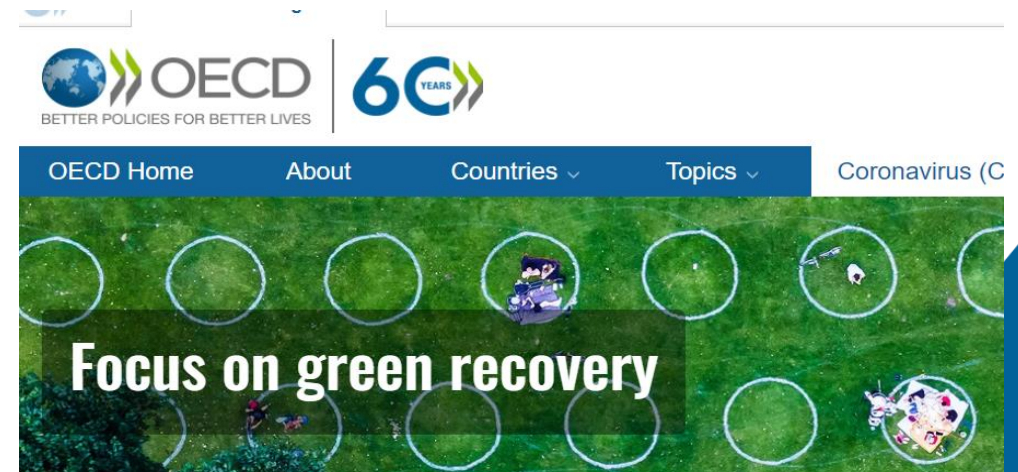 OECD
BETTER POLICIES FOR BETTER LIVES
60 YEARS
OECD Home About Countries Topics Coronavirus (C
Focus on green recovery